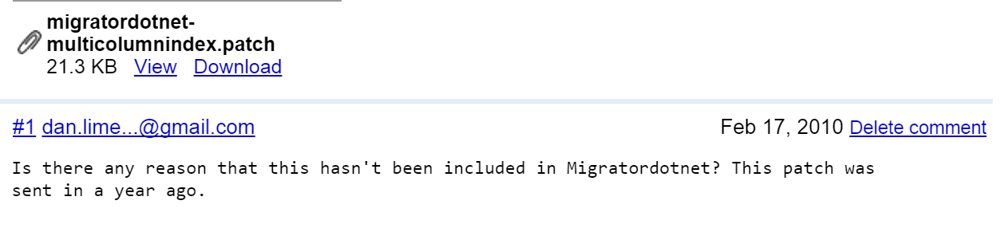 migratordotnet-
multicolumnindex.patch
21.3 KB View Download
#1 dan.lime...@gmail.com Feb 17, 2010 Delete comment
Is there any reason that this hasn't been included in Migratordotnet? This patch was
sent in a year ago.